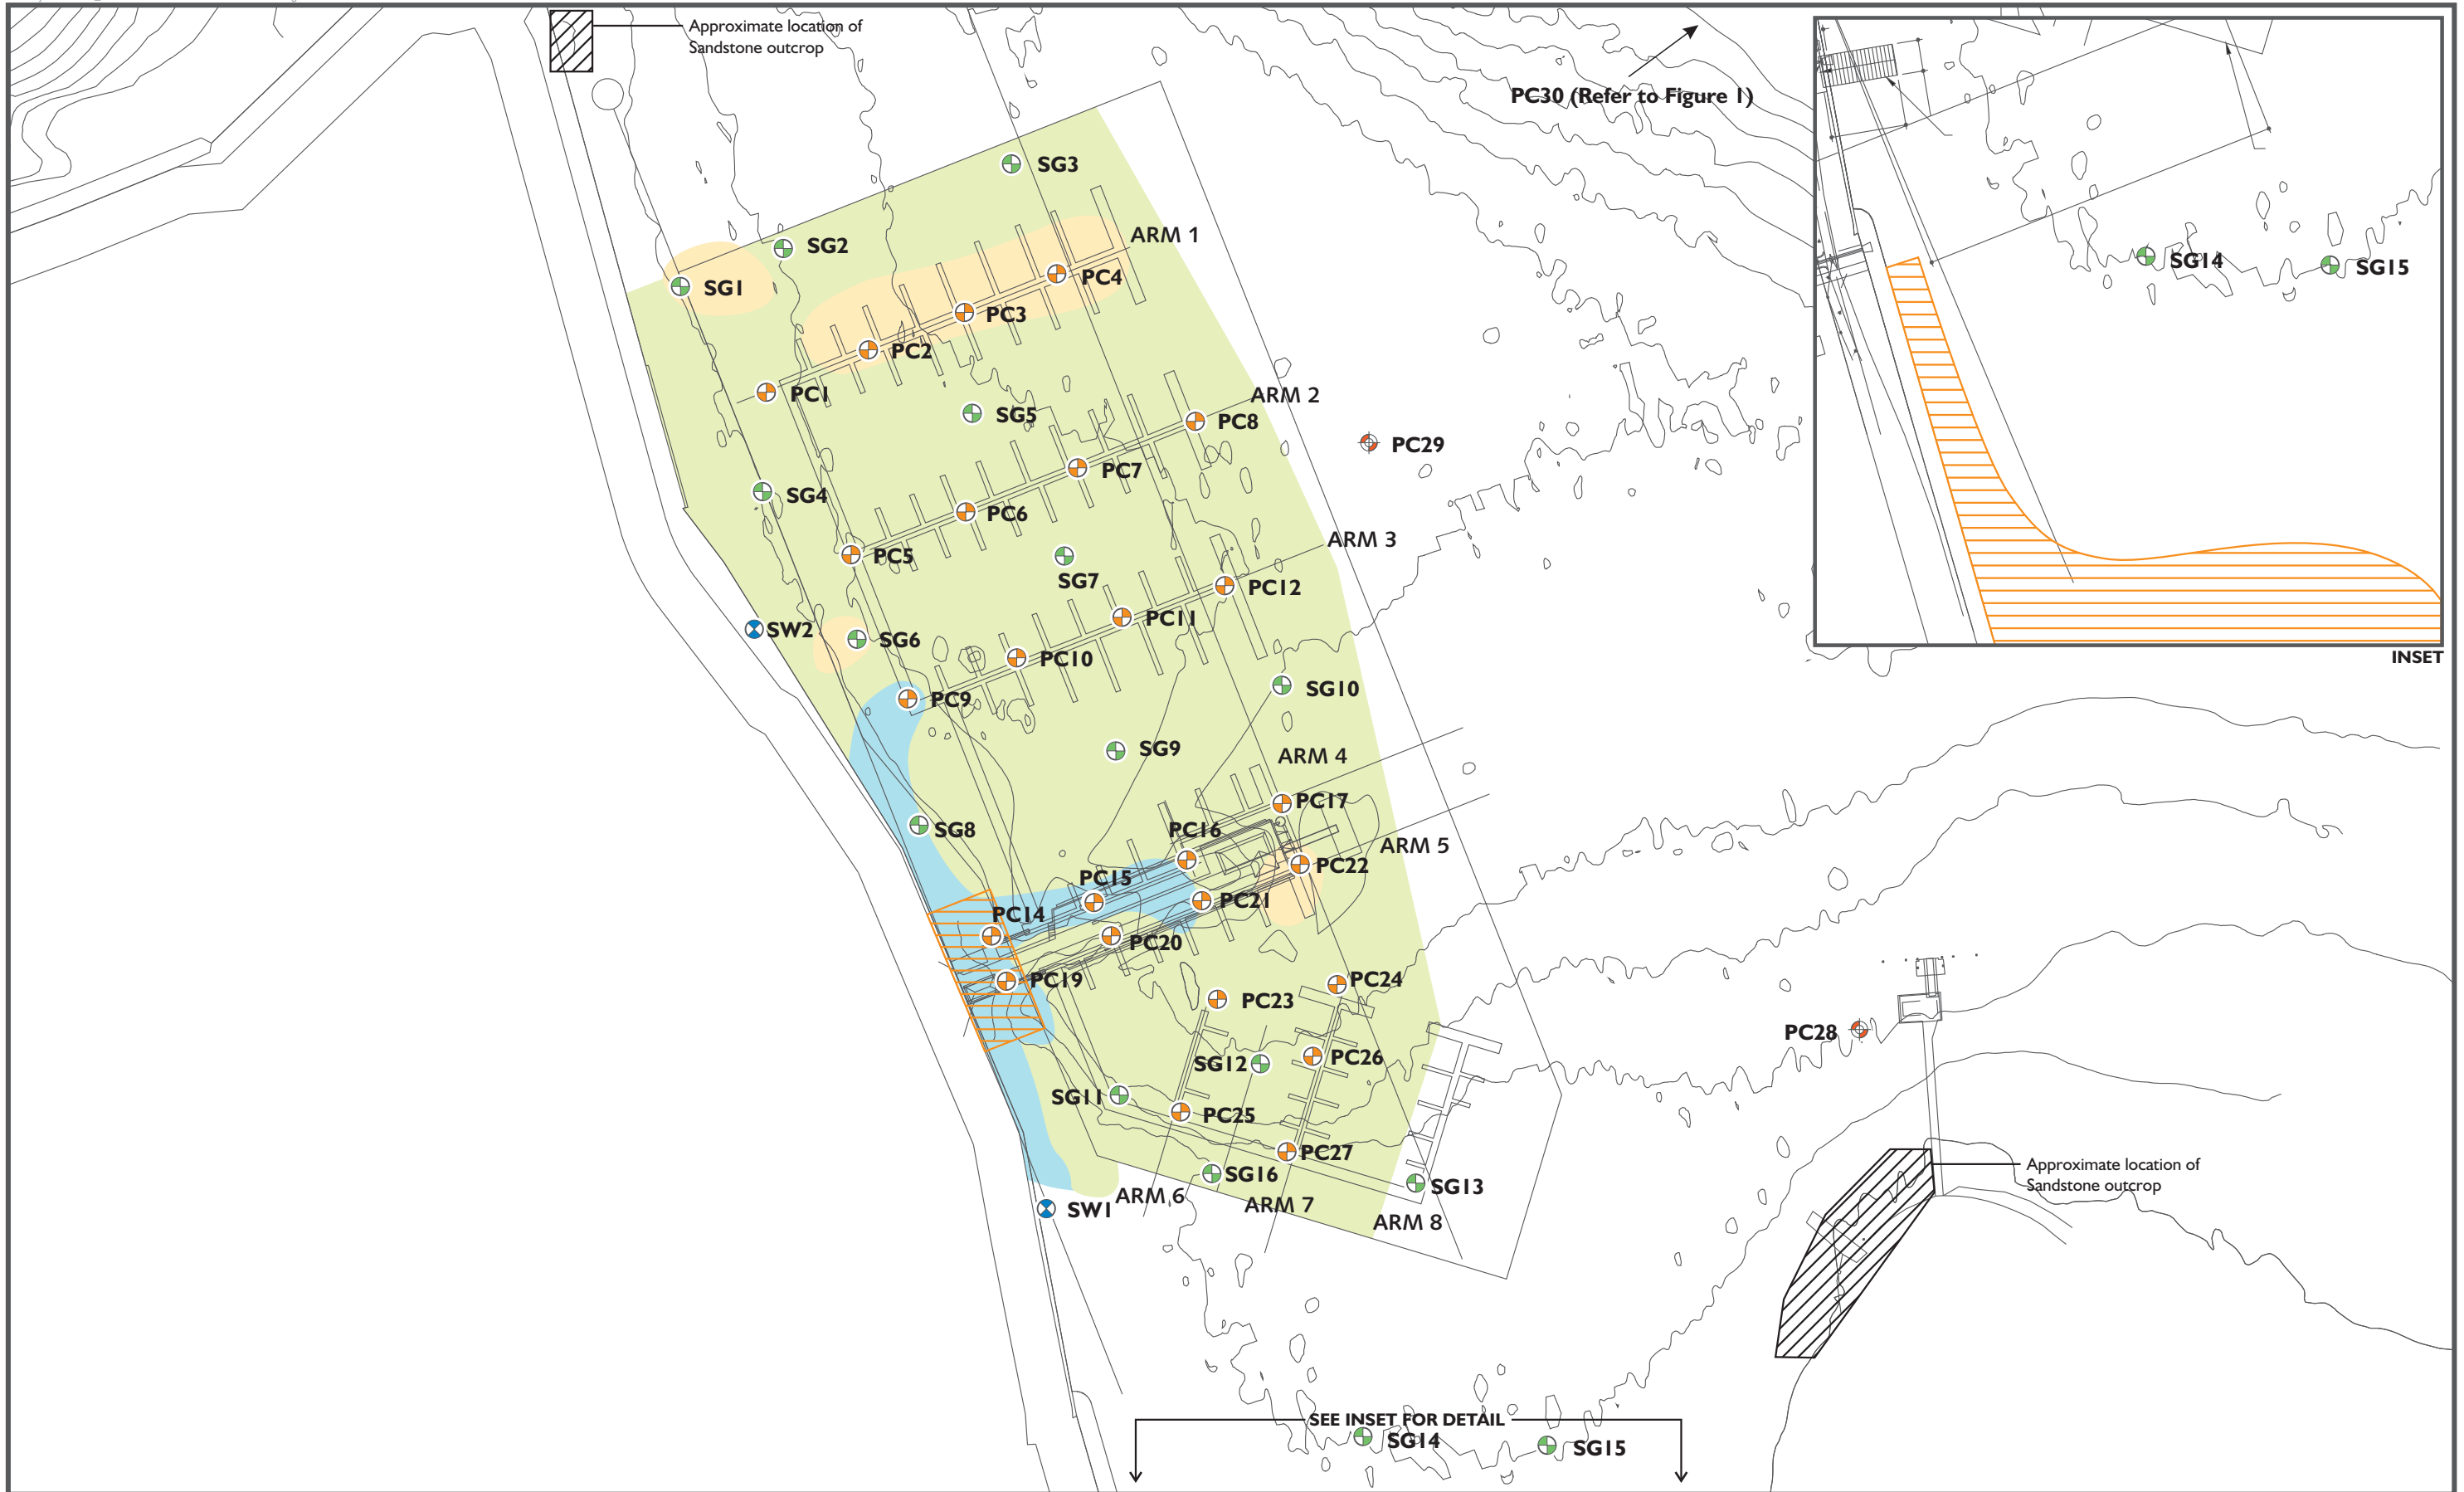 Approximate location of
Sandstone outcrop
PC30 (Refer to Figure 1)
SG3
ARM 1
SG2
SG1
PC4
PC3
PC2
PC1
SG14
SG15
INSET
ARM 2
SG5
PC8
PC29
PC7
SG4
PC6
ARM 3
PC5
SG7
PC12
PC11
SW2
SG6
PC10
SG10
PC9
SG9
ARM 4
PC17
SG8
PC16
ARM 5
PC22
PC15
PC21
PC14
PC20
PC19
PC24
PC23
PC28
PC26
SG12
SG11
PC25
PC27
Approximate location of
Sandstone outcrop
SG16
SG13
ARM 6
ARM 7
SW1
ARM 8
SEE INSET FOR DETAIL
SG14
SG15